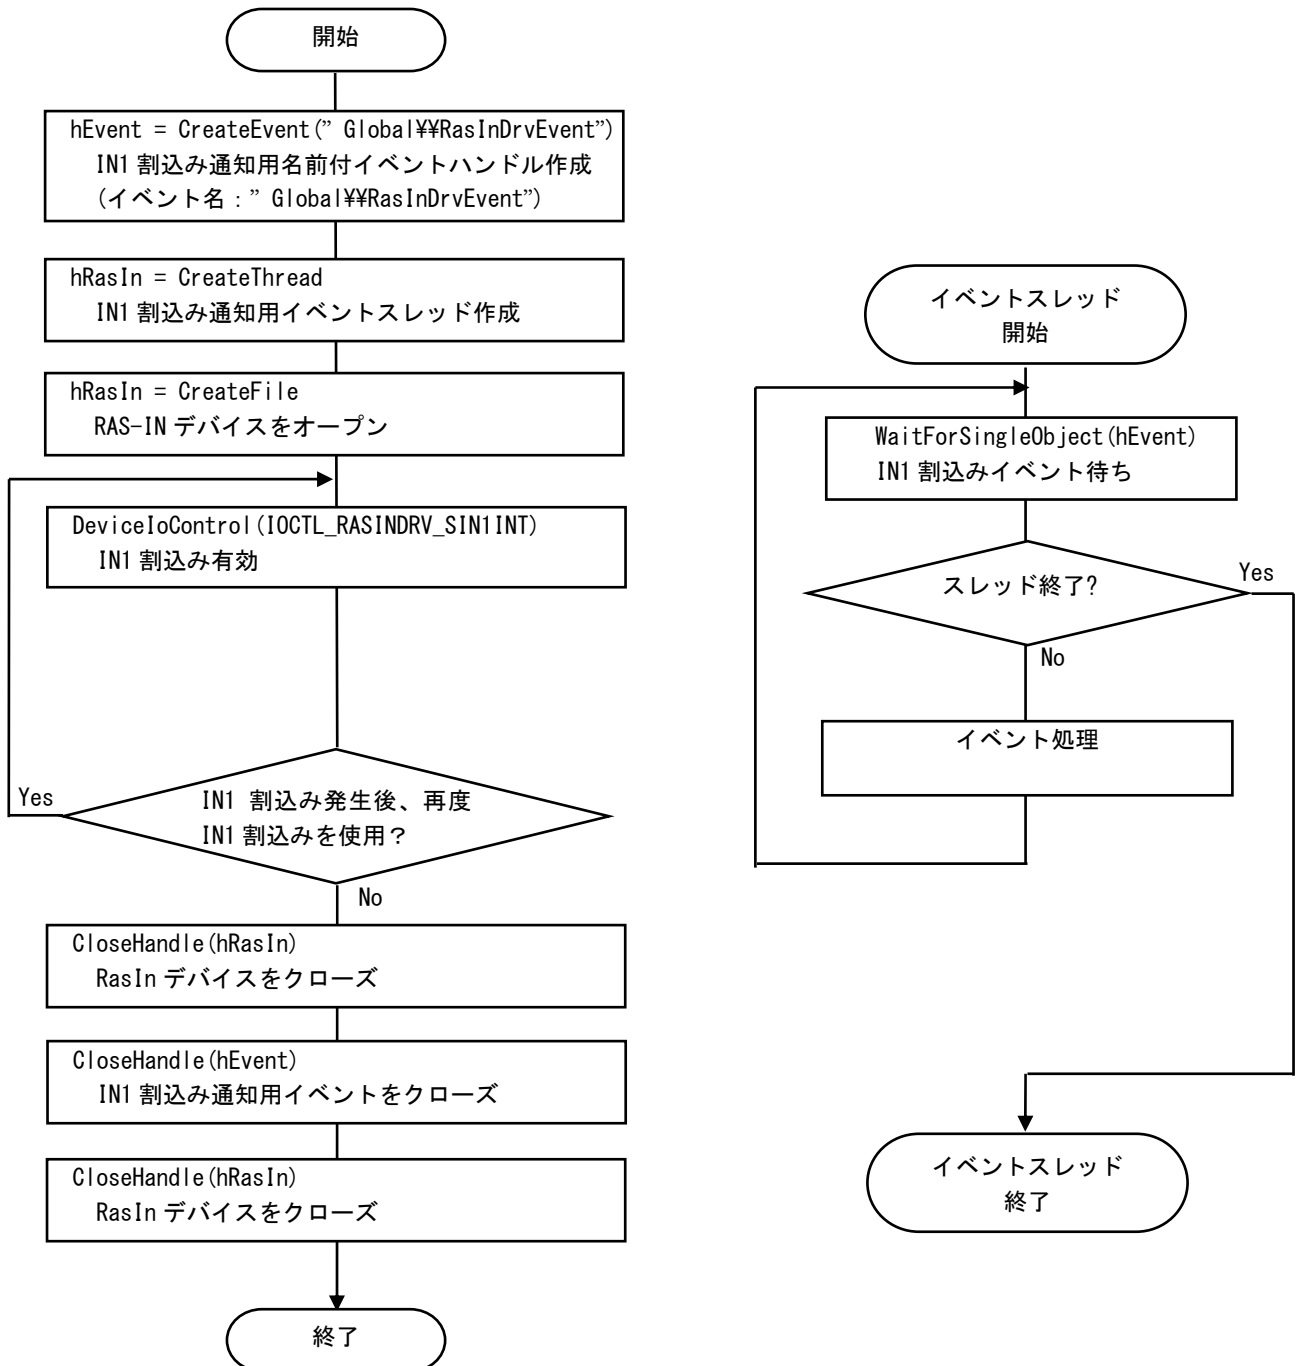 開始
hEvent = CreateEvent(” Global¥¥RasInDrvEvent”)
IN1 割込み通知用名前付イベントハンドル作成
(イベント名:” Global¥¥RasInDrvEvent”)
hRasIn = CreateThread
IN1 割込み通知用イベントスレッド作成
hRasIn = CreateFile
RAS-IN デバイスをオープン
DeviceIoControl(IOCTL_RASINDRV_SIN1INT)
IN1 割込み有効
Yes
IN1 割込み発生後、再度
IN1 割込みを使用?
No
CloseHandle(hRasIn)
RasIn デバイスをクローズ
CloseHandle(hEvent)
IN1 割込み通知用イベントをクローズ
CloseHandle(hRasIn)
RasIn デバイスをクローズ
終了
イベントスレッド
開始
WaitForSingleObject(hEvent)
IN1 割込みイベント待ち
スレッド終了?
Yes
No
イベント処理
イベントスレッド
終了